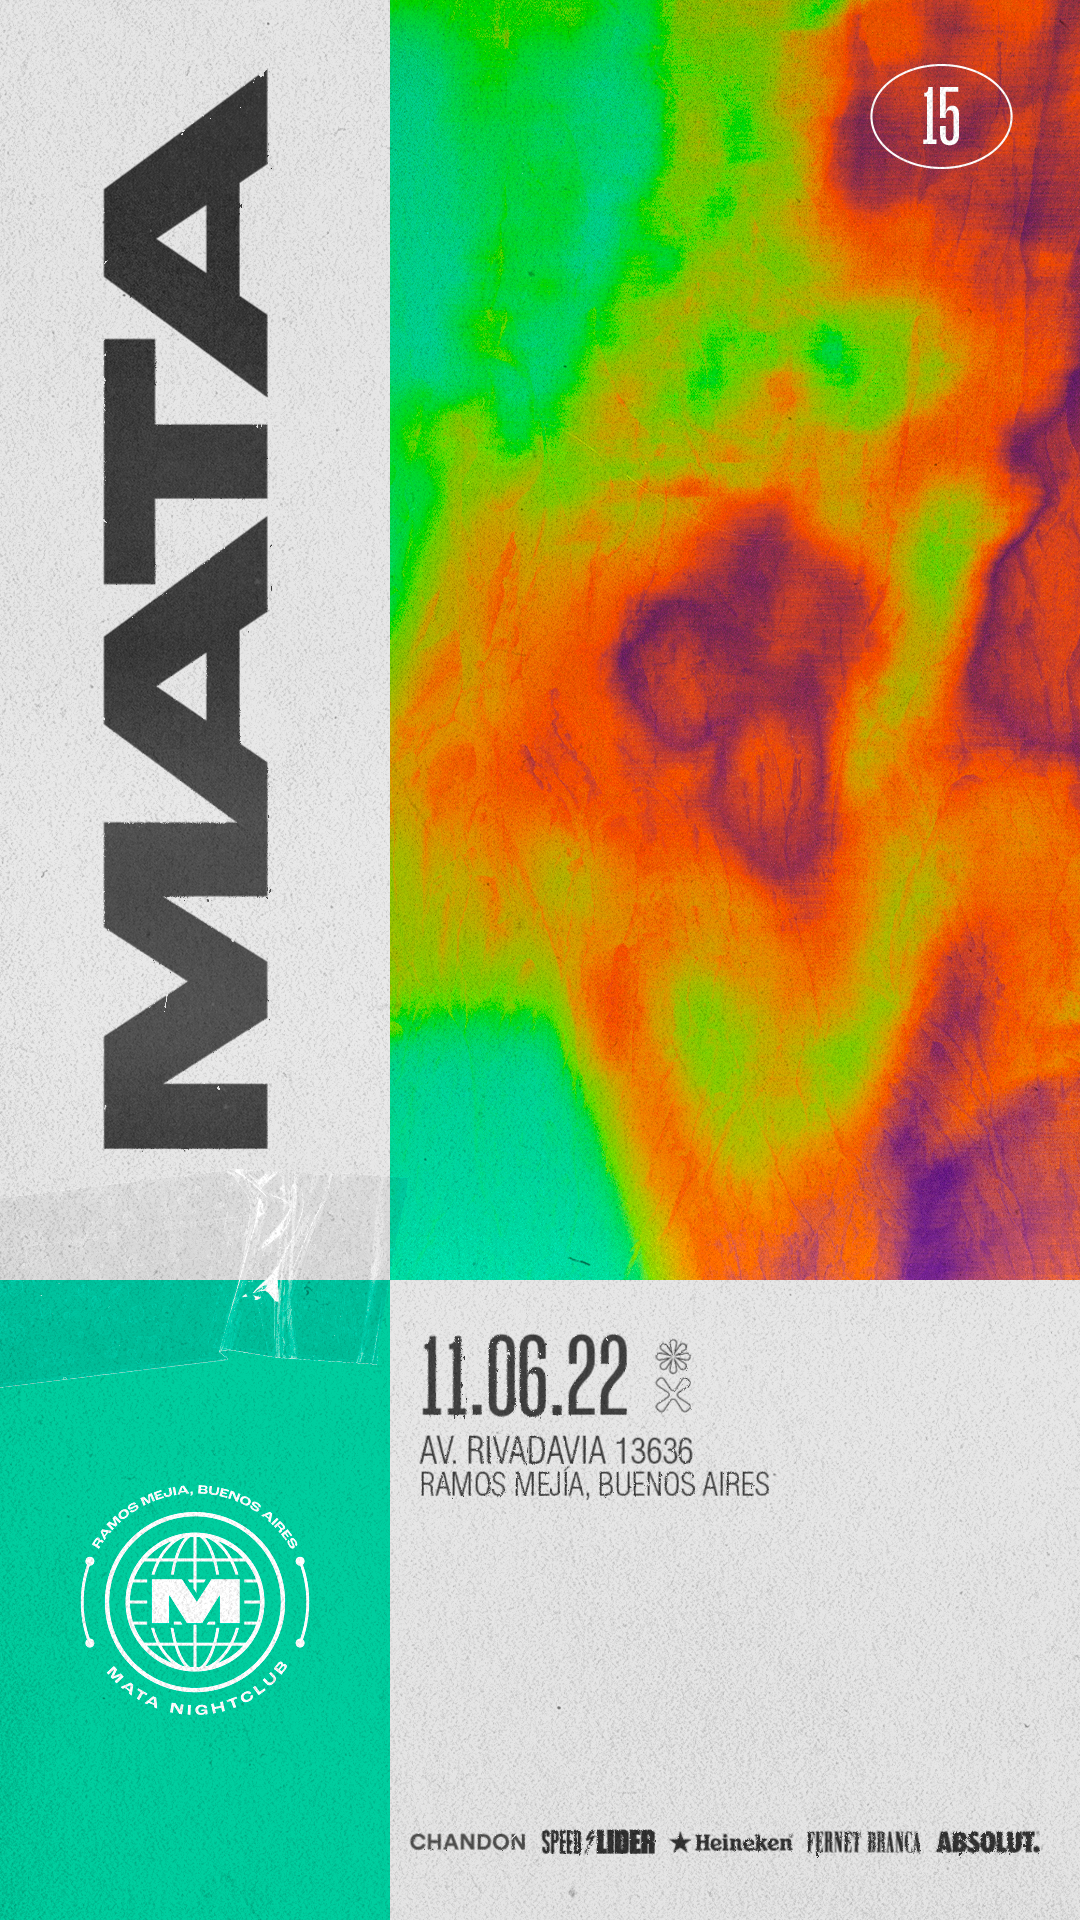 MATA
15
11.06.22
AV. RIVADAVIA 13636
RAMOS MEJÍA, BUENOS AIRES
RAMOS MEJIA, BUENOS AIRES
M
MATA NIGHTCLUB
CHANDON SPEED LIDER Heineken FERNET BRANCA ABSOLUT.